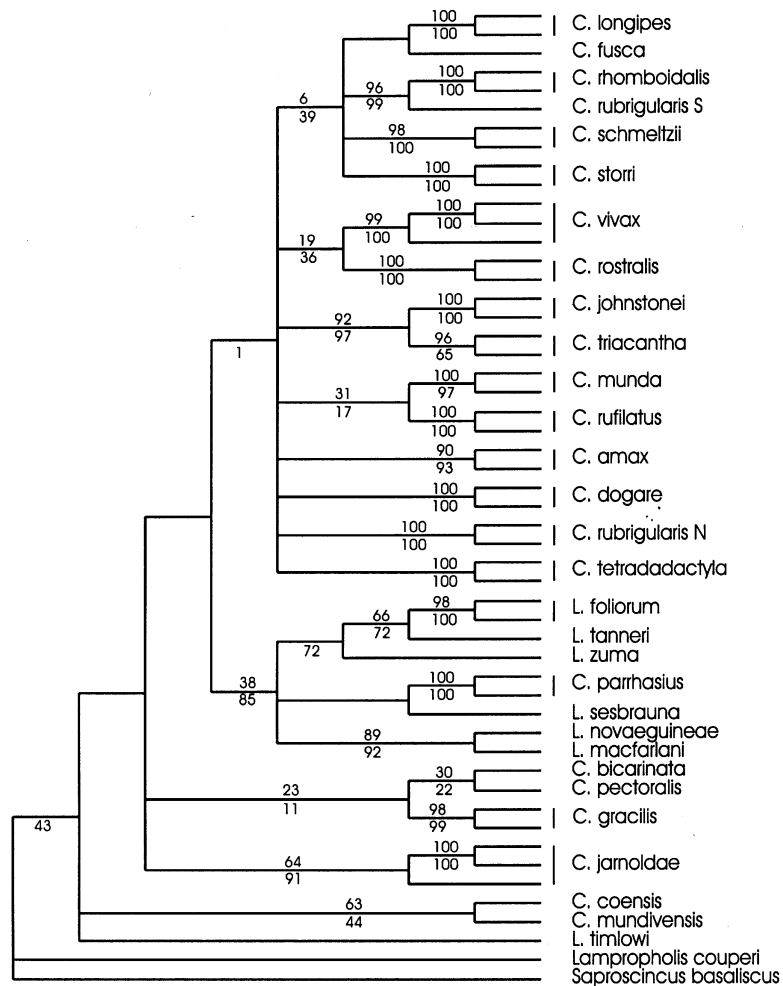 100
C. longipes
100
C. fusca
100
C. rhomboidalis
96
100
6
99
C. rubrigularis S
39
98
C. schmeltzii
100
100
C. storri
100
100
C. vivax
99
100
19
100
36
100
C. rostralis
100
100
C. johnstonei
92
100
97
96
C. triacantha
1
65
100
C. munda
31
97
17
100
C. rufilatus
100
90
C. amax
93
100
C. dogare
100
100
C. rubrigularis N
100
100
C. tetradadactyla
100
98
L. foliorum
66
100
72
L. tanneri
72
L. zuma
38
100
C. parrhasius
85
100
L. sesbrauna
89
L. novaeguineae
92
L. macfarlani
30
C. bicarinata
23
22
C. pectoralis
11
98
C. gracilis
43
99
100
64
100
C. jarnoldae
91
63
C. coensis
44
C. mundivensis
L. timlowi
Lampropholis couperi
Saproscincus basaliscus